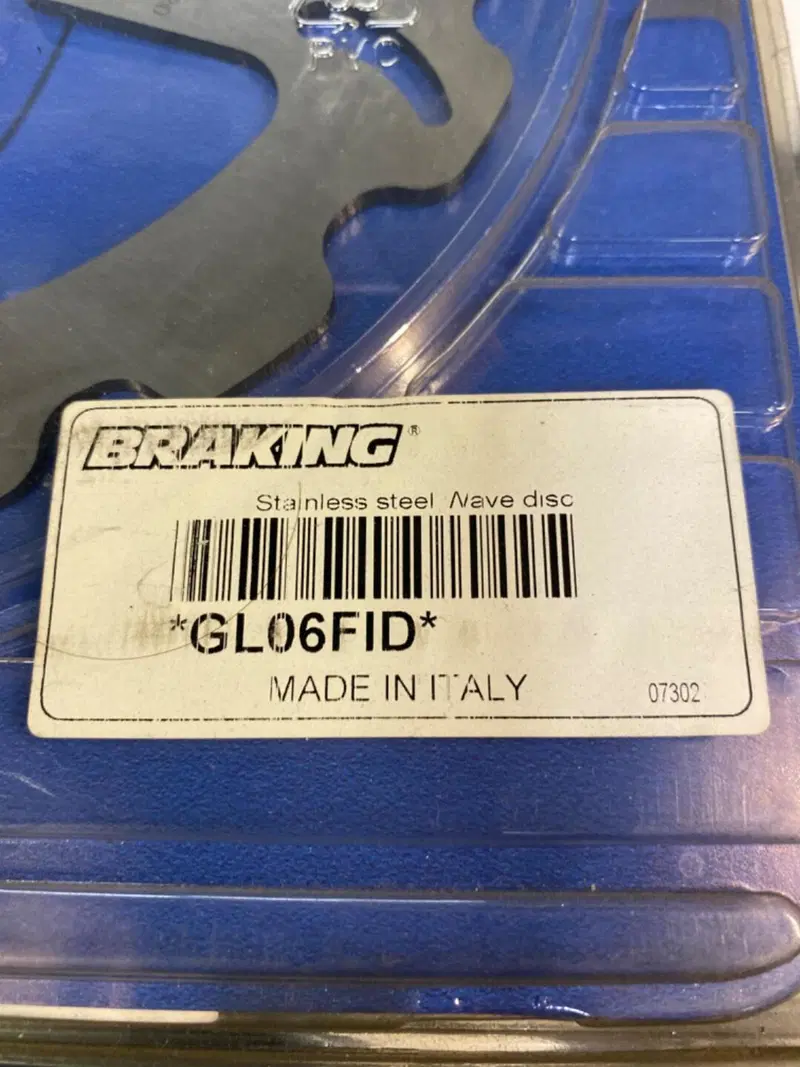 BRAKING®
Stainless steel Wave disc
*GL06FID*
MADE IN ITALY
07302